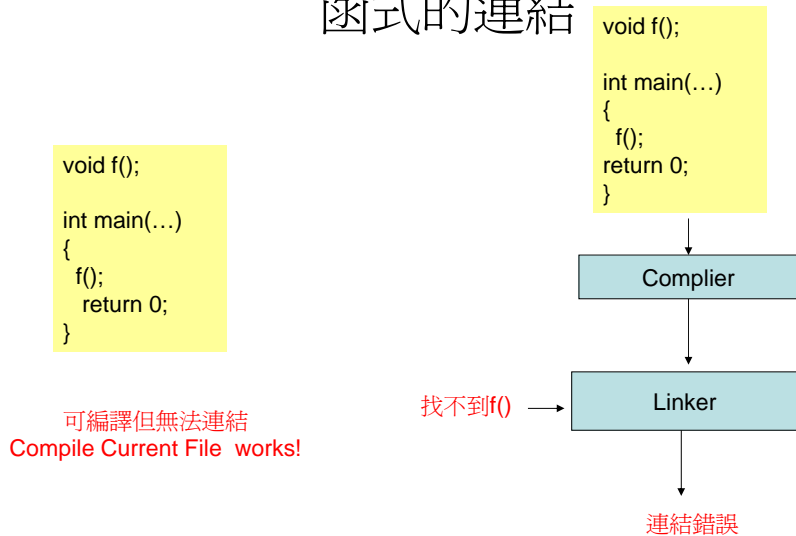 函式的連結
void f();
int main(…)
{
f();
return 0;
}
可編譯但無法連結
Compile Current File works!
void f();
int main(…)
{
f();
return 0;
}
Complier
找不到f()
Linker
連結錯誤